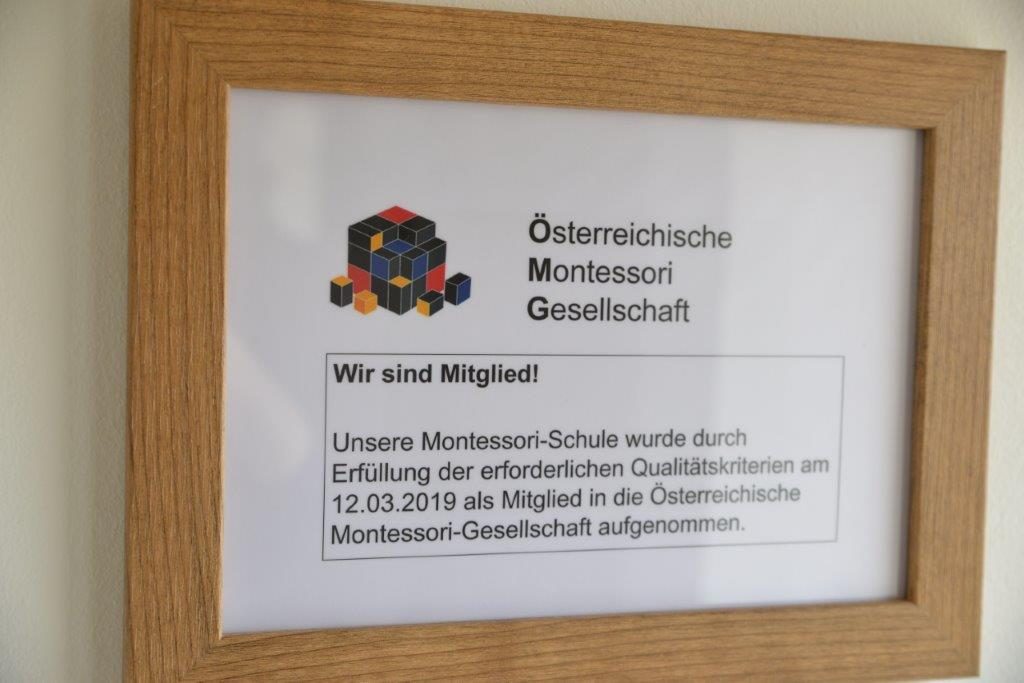 Österreichische
Montessori
Gesellschaft
Wir sind Mitglied!
Unsere Montessori-Schule wurde durch
Erfüllung der erforderlichen Qualitätskriterien am
12.03.2019 als Mitglied in die Österreichische
Montessori-Gesellschaft aufgenommen.